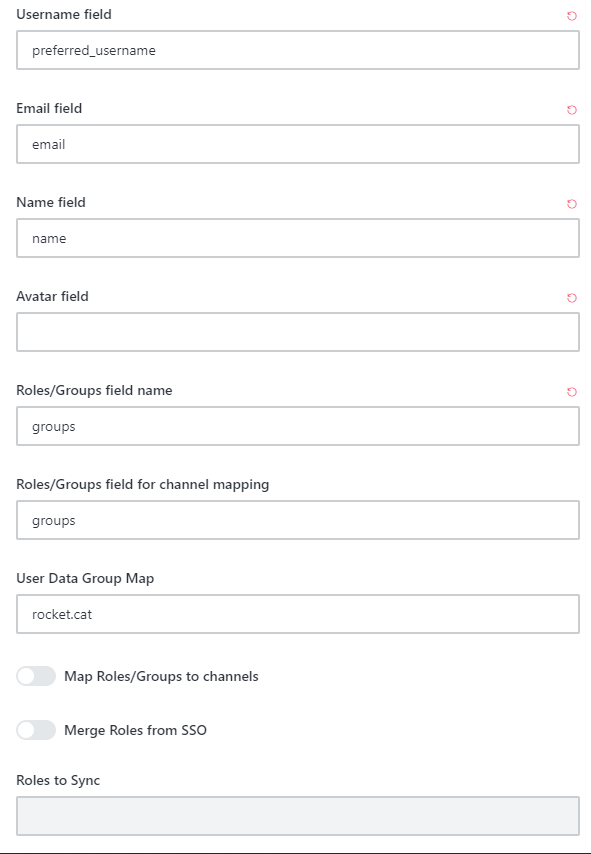 Username field
preferred_username
Email field
email
Name field
name
Avatar field
Roles/Groups field name
groups
Roles/Groups field for channel mapping
groups
User Data Group Map
rocket.cat
Map Roles/Groups to channels
Merge Roles from SSO
Roles to Sync